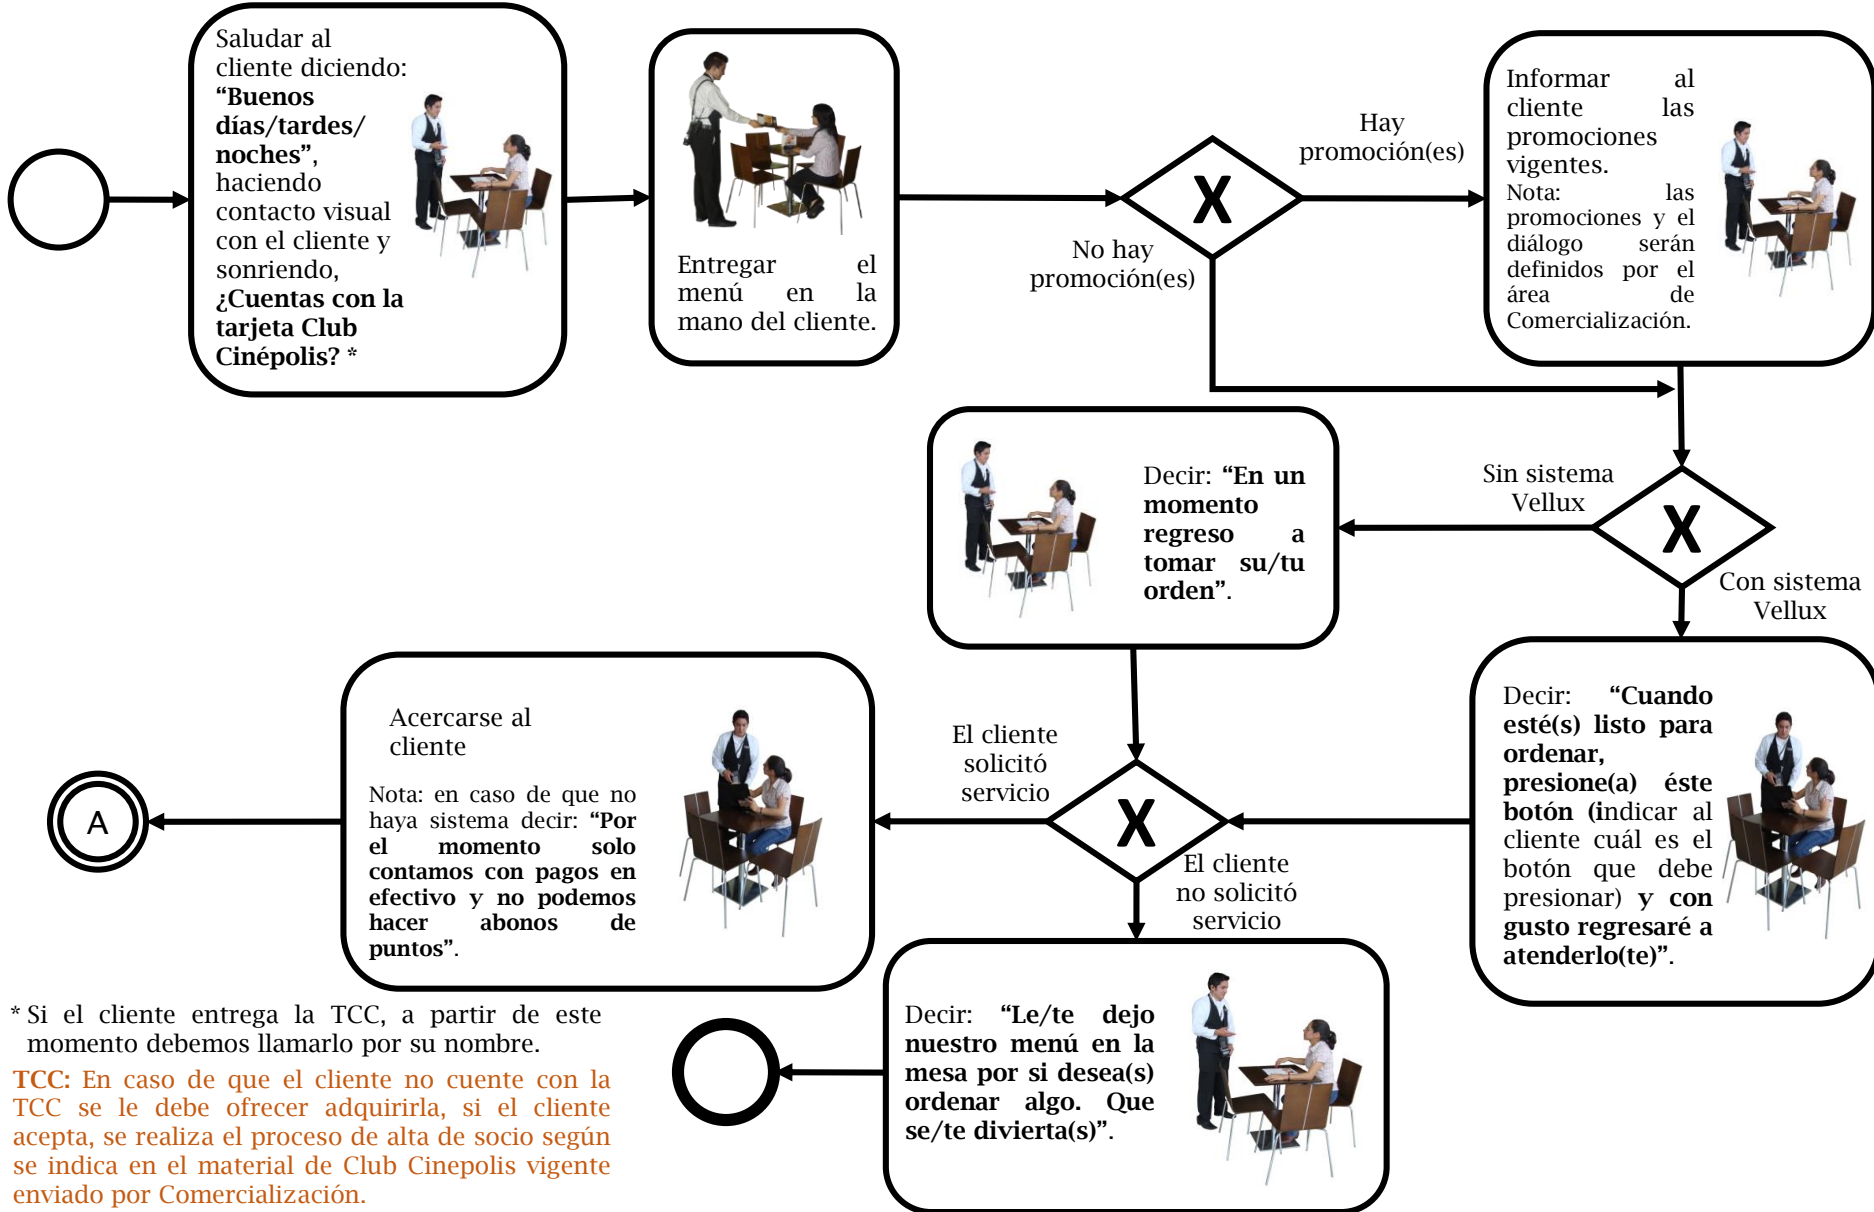 Saludar al
cliente diciendo:
“Buenos
días/tardes/
noches”,
haciendo
contacto visual
con el cliente y
sonriendo,
¿Cuentas con la
tarjeta Club
Cinépolis? *
Entregar el
menú en la
mano del cliente.
X
Hay
promoción(es)
No hay
promoción(es)
Informar al
cliente las
promociones
vigentes.
Nota: las
promociones y el
diálogo serán
definidos por el
área de
Comercialización.
Sin sistema
Vellux
X
Con sistema
Vellux
Decir: “En un
momento
regreso a
tomar su/tu
orden”.
Decir: “Cuando
esté(s) listo para
ordenar,
presione(a) éste
botón (indicar al
cliente cuál es el
botón que debe
presionar) y con
gusto regresaré a
atenderlo(te)”.
X
El cliente
solicitó
servicio
El cliente
no solicitó
servicio
Acercarse al
cliente
Nota: en caso de que no
haya sistema decir: “Por
el momento solo
contamos con pagos en
efectivo y no podemos
hacer abonos de
puntos”.
A
Decir: “Le/te dejo
nuestro menú en la
mesa por si desea(s)
ordenar algo. Que
se/te divierta(s)”.
* Si el cliente entrega la TCC, a partir de este
momento debemos llamarlo por su nombre.
TCC: En caso de que el cliente no cuente con la
TCC se le debe ofrecer adquirirla, si el cliente
acepta, se realiza el proceso de alta de socio según
se indica en el material de Club Cinepolis vigente
enviado por Comercialización.